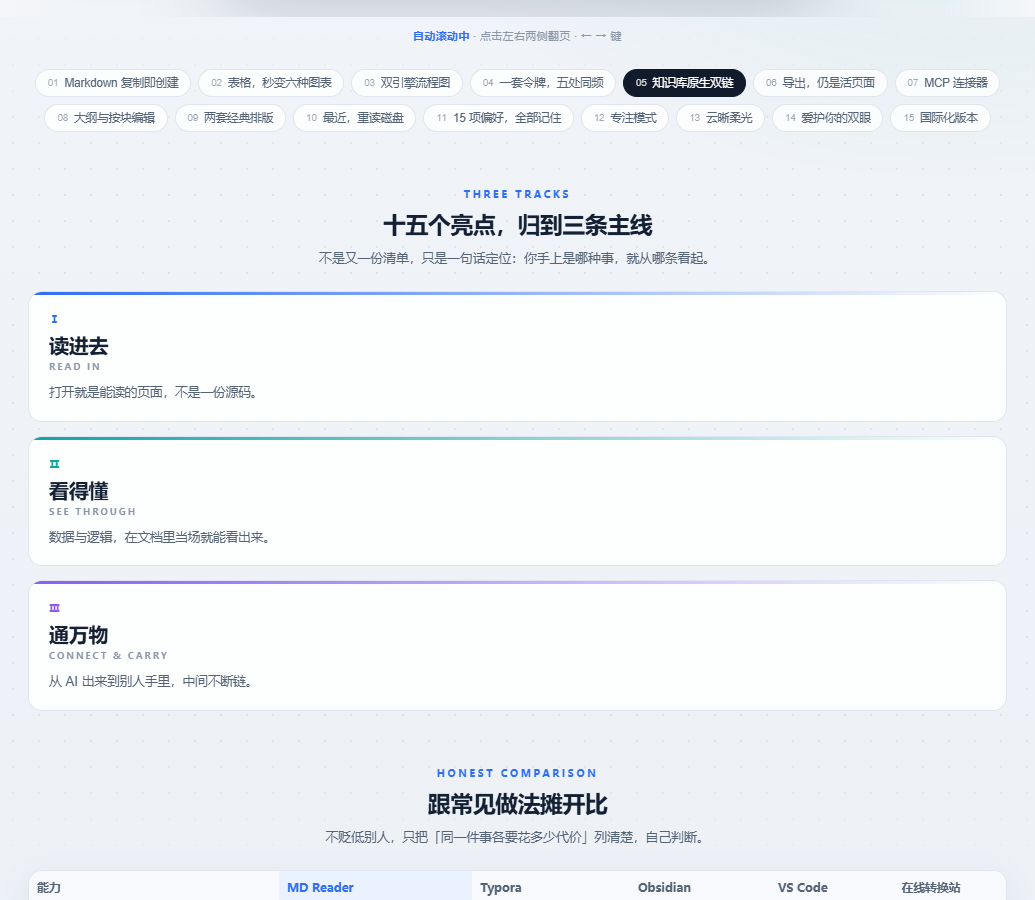 自动滚动中 · 点击左右两侧翻页 · ← → 键
01 Markdown 复制即创建 02 表格，秒变六种图表 03 双引擎流程图 04 一套令牌，五处同频 05 知识库原生双链 06 导出，仍是活页面 07 MCP 连接器
08 大纲与按块编辑 09 两套经典排版 10 最近，重读磁盘 11 15 项偏好，全部记住 12 专注模式 13 云晰柔光 14 爱护你的双眼 15 国际化版本
THREE TRACKS
十五个亮点，归到三条主线
不是又一份清单，只是一句话定位：你手上是哪种事，就从哪条看起。
I
读进去
READ IN
打开就是能读的页面，不是一份源码。
II
看得懂
SEE THROUGH
数据与逻辑，在文档里当场就能看出来。
III
通万物
CONNECT & CARRY
从 AI 出来到别人手里，中间不断链。
HONEST COMPARISON
跟常见做法摊开比
不贬低别人，只把「同一件事各要花多少代价」列清楚，自己判断。
能力 MD Reader Typora Obsidian VS Code 在线转换站